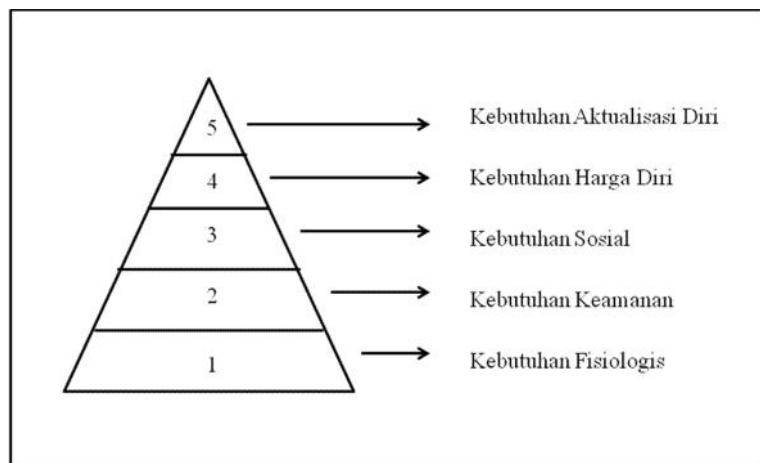 5 Kebutuhan Aktualisasi Diri
4 Kebutuhan Harga Diri
3 Kebutuhan Sosial
2 Kebutuhan Keamanan
1 Kebutuhan Fisiologis